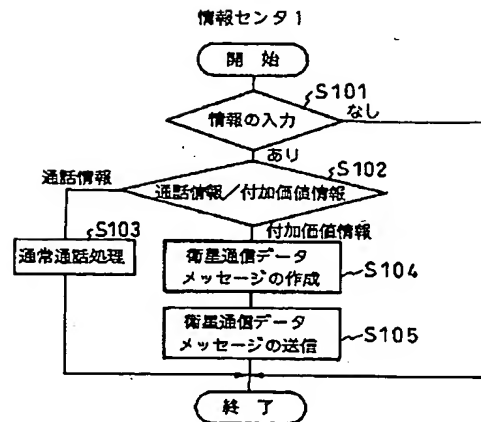 情報センタ1
開 始
S101
情報の入力
なし
あり
S102
通話情報
通話情報/付加価値情報
S103
付加価値情報
通常通話処理
衛星通信データ
メッセージの作成
S104
衛星通信データ
メッセージの送信
S105
終 了